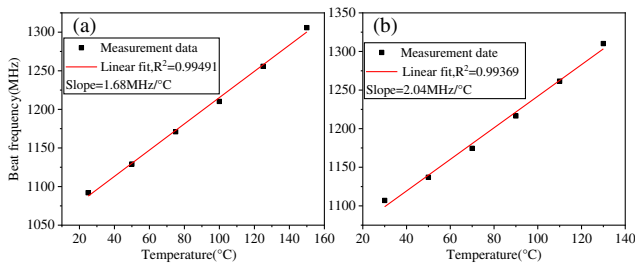 (a)
Measurement data
Linear fit,R²=0.99491
Slope=1.68MHz/°C
Beat frequency(MHz)
1300
1250
1200
1150
1100
1050
20 40 60 80 100 120 140 160
Temperature(°C)
(b)
Measurement date
Linear fit, R²=0.99369
Slope=2.04MHz/°C
1300
1250
1200
1150
1100
20 40 60 80 100 120 140
Temperature(°C)